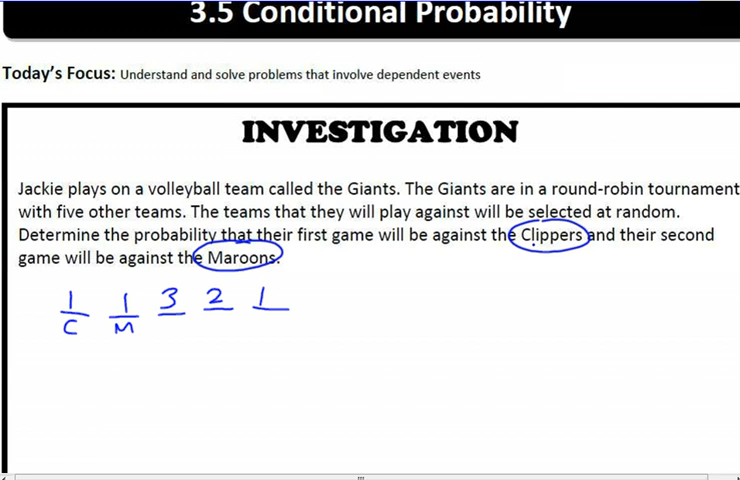 3.5 Conditional Probability
Today's Focus: Understand and solve problems that involve dependent events
INVESTIGATION
Jackie plays on a volleyball team called the Giants. The Giants are in a round-robin tournament
with five other teams. The teams that they will play against will be selected at random.
Determine the probability that their first game will be against the Clippers and their second
game will be against the Maroons.
1 1 3 2 1
C M